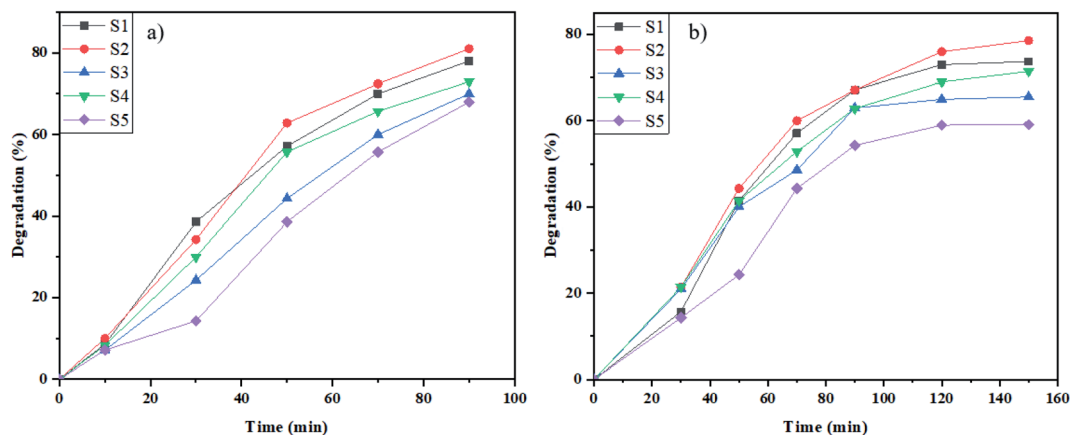 a)
S1
S2
S3
S4
S5
Degradation (%)
80
60
40
20
0
0 20 40 60 80 100
Time (min)
b)
S1
S2
S3
S4
S5
Degradation (%)
80
60
40
20
0
0 20 40 60 80 100 120 140 160
Time (min)